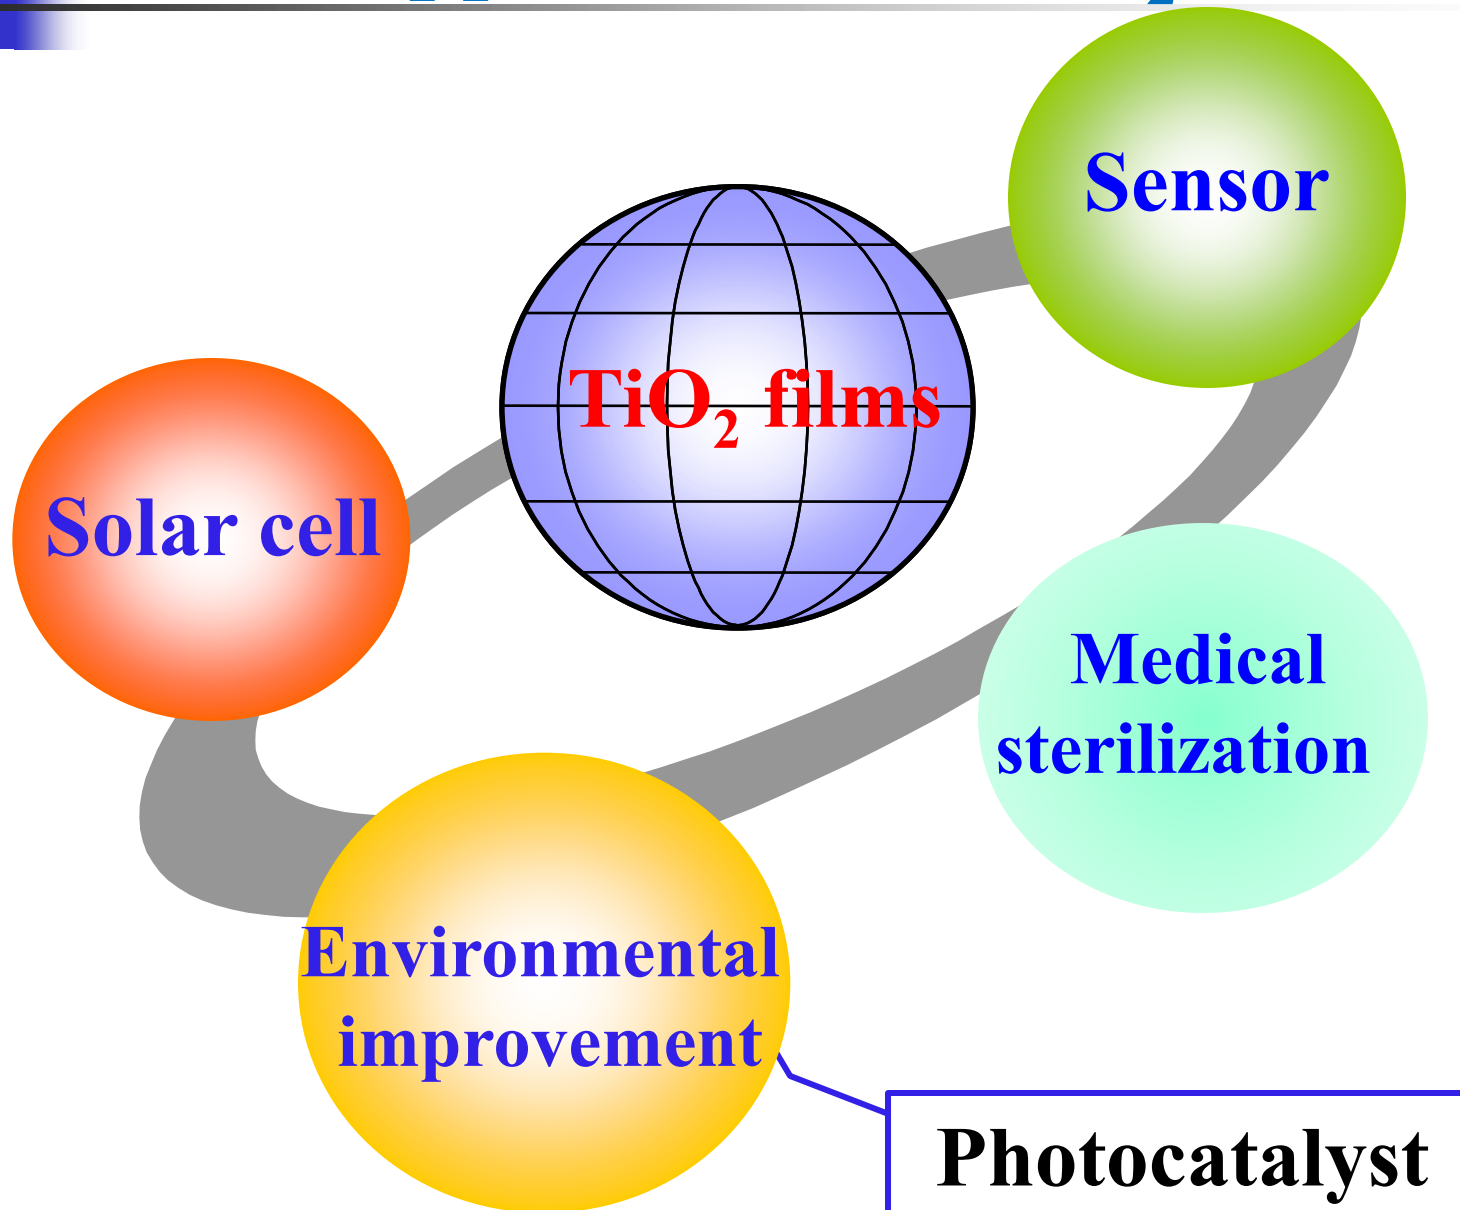 Sensor
TiO₂ films
Solar cell
Medical
sterilization
Environmental
improvement
Photocatalyst